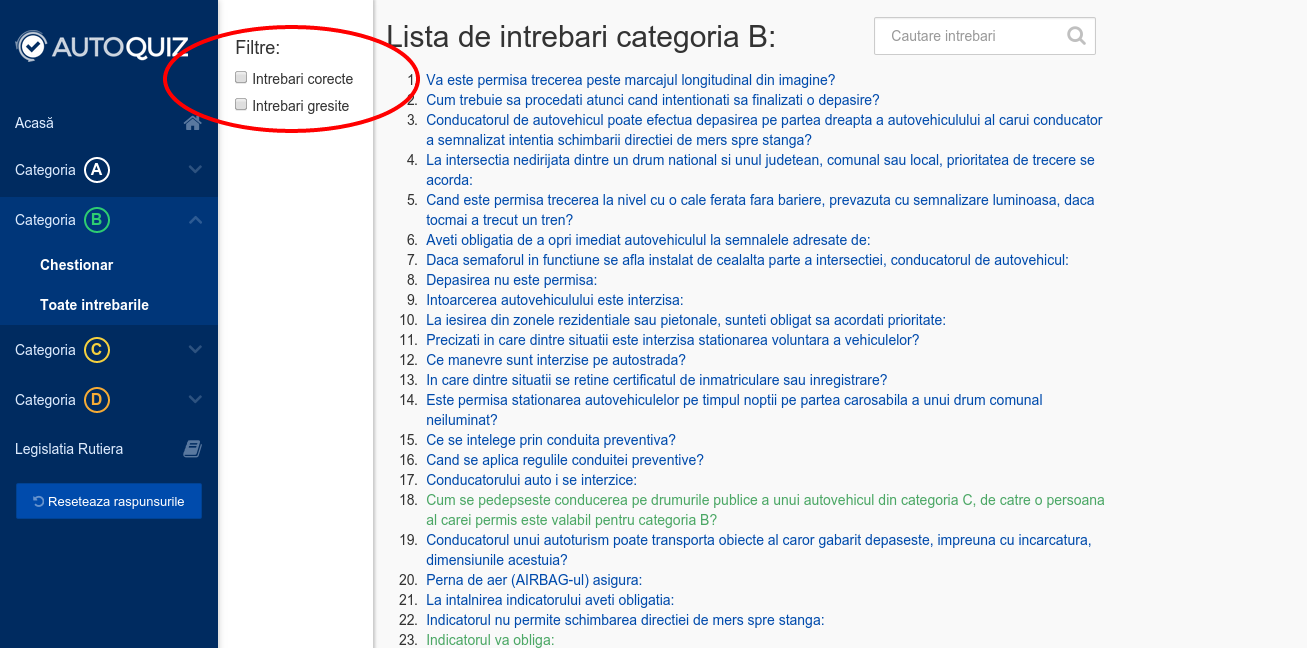 AUTOQUIZ
Acasă
Categoria A
Categoria B
Chestionar
Toate intrebarile
Categoria C
Categoria D
Legislatia Rutiera
Reseteaza raspunsurile
Filtre:
Intrebari corecte
Intrebari gresite
Lista de intrebari categoria B:
Cautare intrebari
1. Va este permisa trecerea peste marcajul longitudinal din imagine?
2. Cum trebuie sa procedati atunci cand intentionati sa finalizati o depasire?
3. Conducatorul de autovehicul poate efectua depasirea pe partea dreapta a autovehiculului al carui conducator
a semnalizat intentia schimbarii directiei de mers spre stanga?
4. La intersectia nedirijata dintre un drum national si unul judetean, comunal sau local, prioritatea de trecere se
acorda:
5. Cand este permisa trecerea la nivel cu o cale ferata fara bariere, prevazuta cu semnalizare luminoasa, daca
tocmai a trecut un tren?
6. Aveti obligatia de a opri imediat autovehiculul la semnalele adresate de:
7. Daca semaforul in functiune se afla instalat de cealalta parte a intersectiei, conducatorul de autovehicul:
8. Depasirea nu este permisa:
9. Intoarcerea autovehiculului este interzisa:
10. La iesirea din zonele rezidentiale sau pietonale, sunteti obligat sa acordati prioritate:
11. Precizati in care dintre situatii este interzisa stationarea voluntara a vehiculelor?
12. Ce manevre sunt interzise pe autostrada?
13. In care dintre situatii se retine certificatul de inmatriculare sau inregistrare?
14. Este permisa stationarea autovehiculelor pe timpul noptii pe partea carosabila a unui drum comunal
neiluminat?
15. Ce se intelege prin conduita preventiva?
16. Cand se aplica regulile conduitei preventive?
17. Conducatorului auto i se interzice:
18. Cum se pedepseste conducerea pe drumurile publice a unui autovehicul din categoria C, de catre o persoana
al carei permis este valabil pentru categoria B?
19. Conducatorul unui autoturism poate transporta obiecte al caror gabarit depaseste, impreuna cu incarcatura,
dimensiunile acestuia?
20. Perna de aer (AIRBAG-ul) asigura:
21. La intalnirea indicatorului aveti obligatia:
22. Indicatorul nu permite schimbarea directiei de mers spre stanga:
23. Indicatorul va obliga: